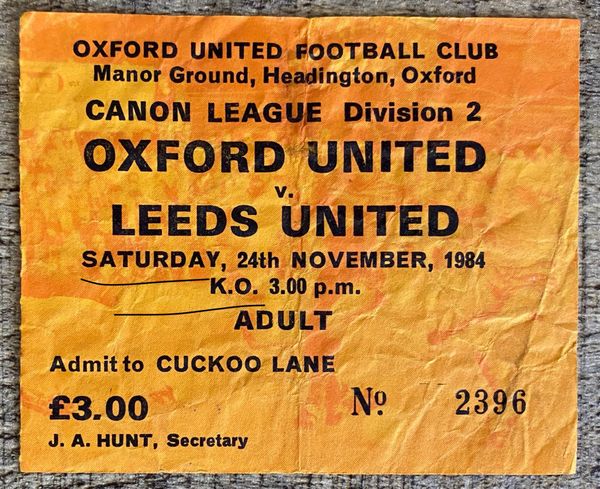 OXFORD UNITED FOOTBALL CLUB
Manor Ground, Headington, Oxford
CANON LEAGUE Division 2
OXFORD UNITED
v.
LEEDS UNITED
SATURDAY, 24th NOVEMBER, 1984
K.O. 3.00 p.m.
ADULT
Admit to CUCKOO LANE
£3.00 Nº 2396
J. A. HUNT, Secretary